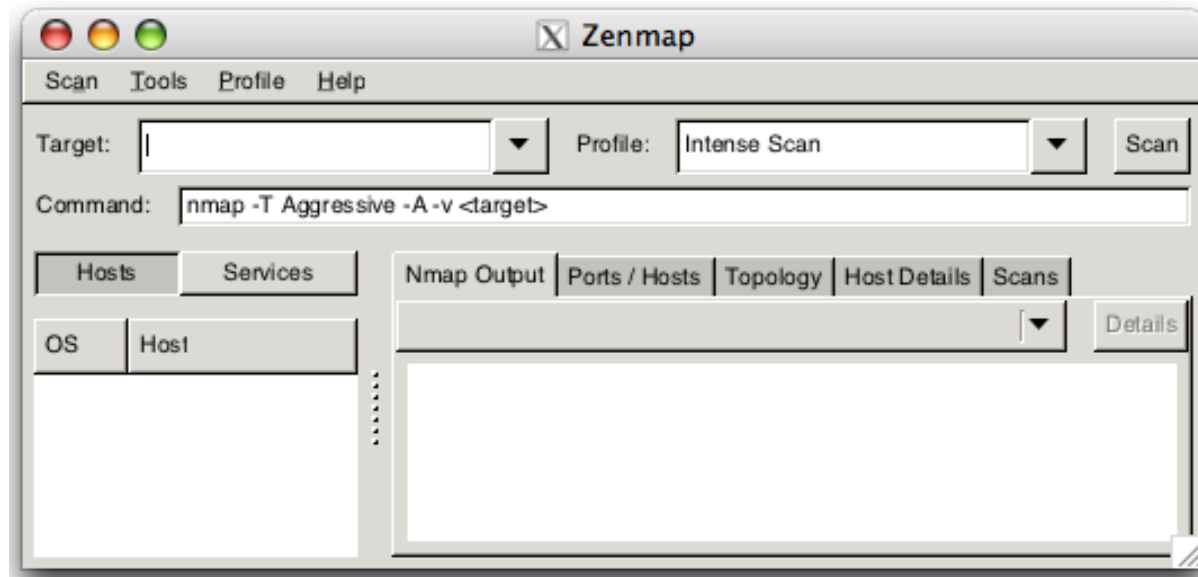 Zenmap
Scan Tools Profile Help
Target: Profile: Intense Scan Scan
Command: nmap -T Aggressive -A -v <target>
Hosts Services Nmap Output Ports / Hosts Topology Host Details Scans
Details
OS Host